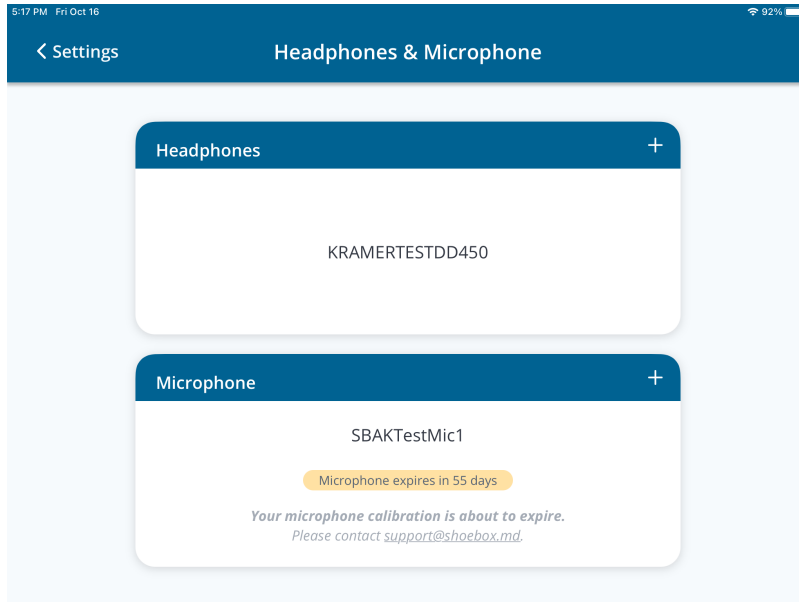 5:17 PM Fri Oct 16 92%
Settings Headphones & Microphone
Headphones +
KRAMERTESTDD450
Microphone +
SBAKTestMic1
Microphone expires in 55 days
Your microphone calibration is about to expire.
Please contact support@shoebox.md.